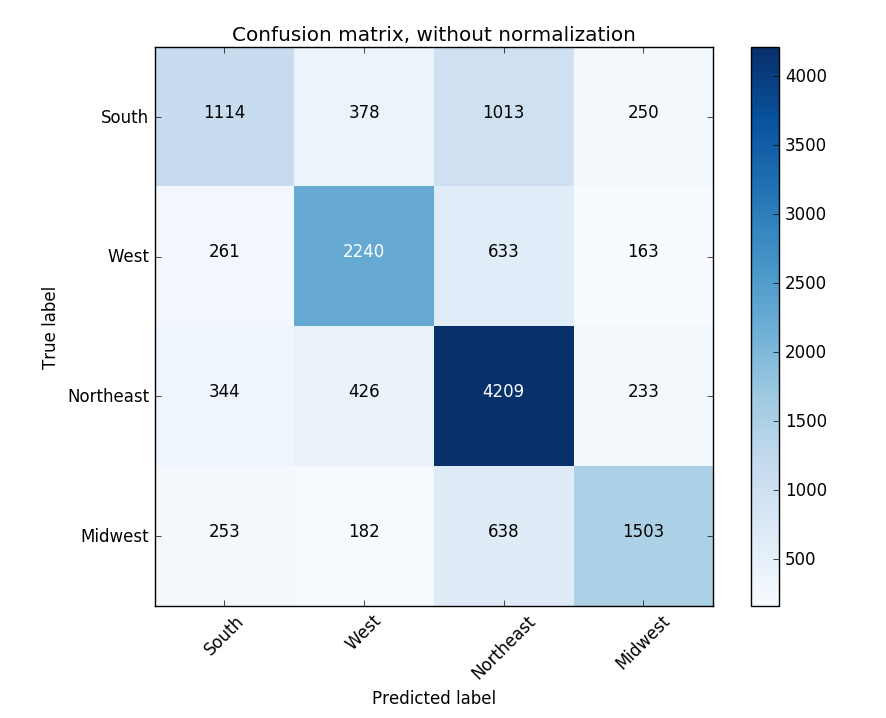 Confusion matrix, without normalization
South 1114 378 1013 250
West 261 2240 633 163
Northeast 344 426 4209 233
Midwest 253 182 638 1503
South West Northeast Midwest
Predicted label
True label
4000
3500
3000
2500
2000
1500
1000
500